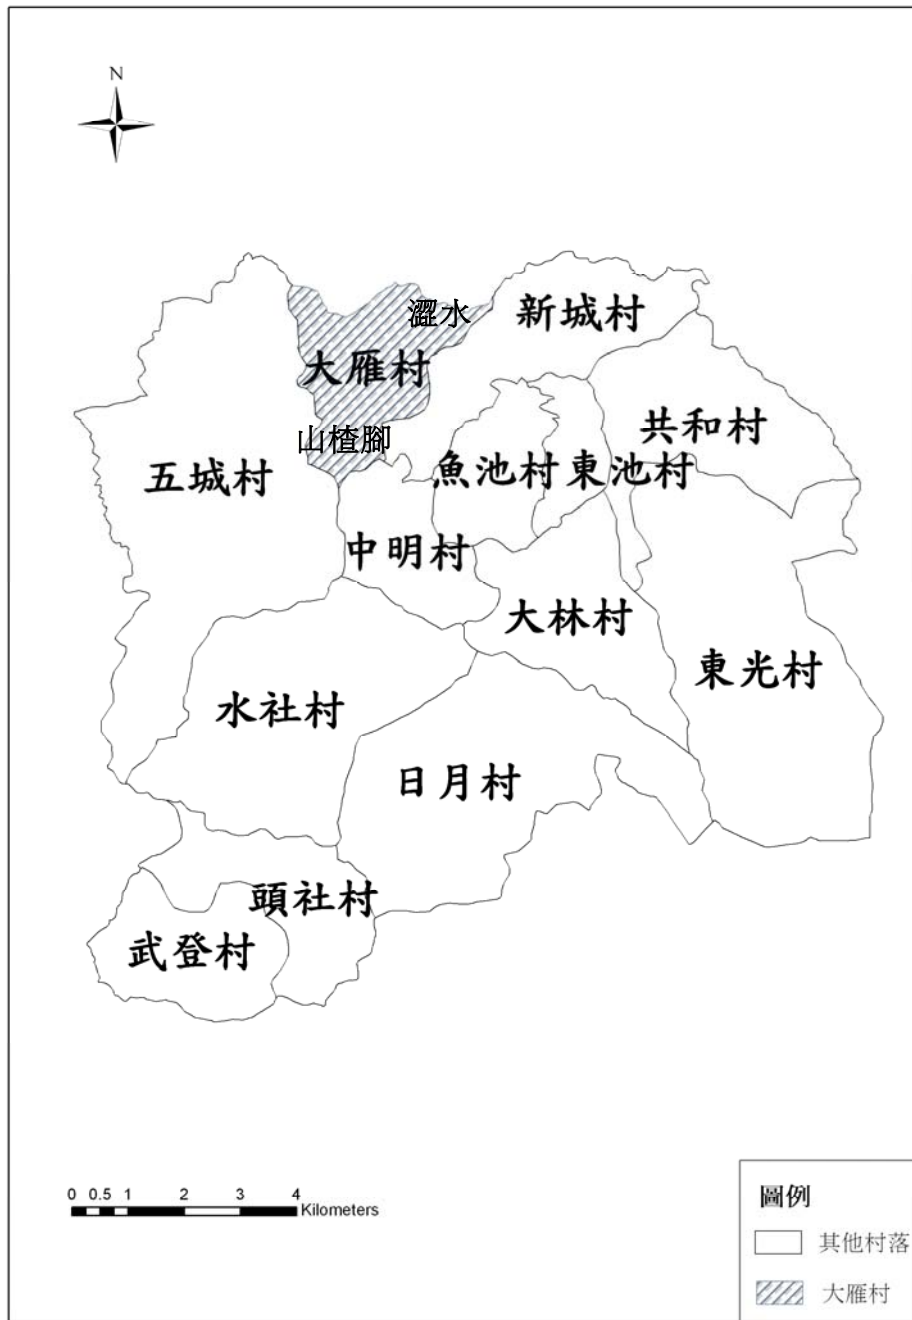 N
澀水
新城村
大雁村
共和村
山楂腳
五城村
魚池村
東池村
中明村
大林村
東光村
水社村
日月村
頭社村
武登村
0 0.5 1 2 3 4
Kilometers
圖例
其他村落
大雁村